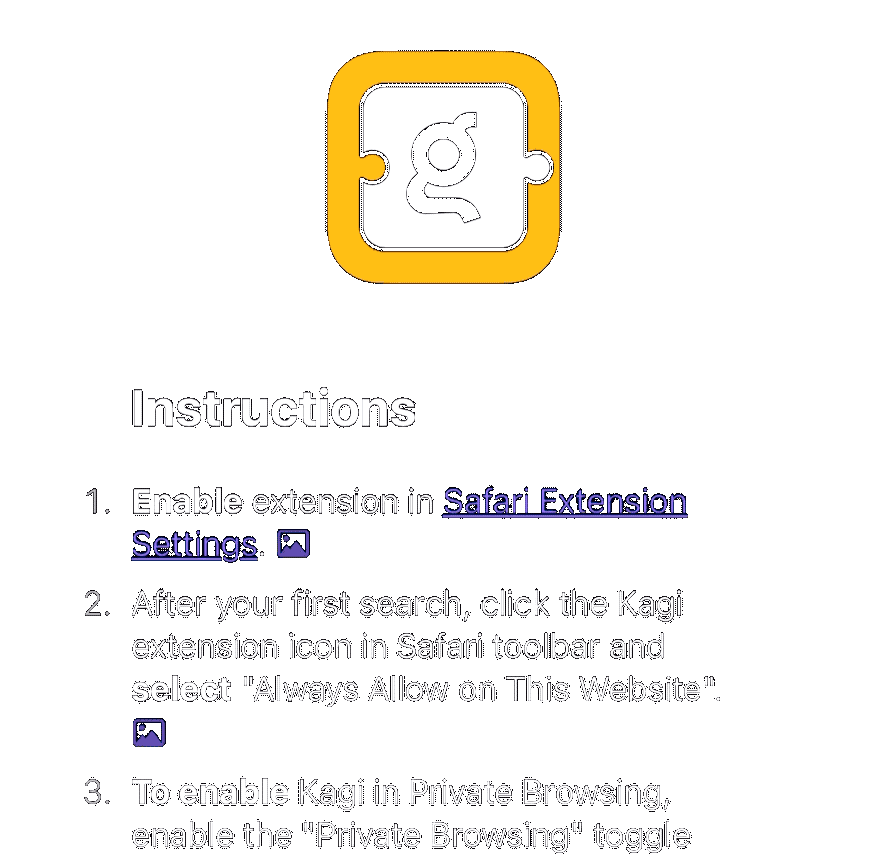 g
Instructions
1. Enable extension in Safari Extension
Settings.
2. After your first search, click the Kagi
extension icon in Safari toolbar and
select "Always Allow on This Website".
3. To enable Kagi in Private Browsing,
enable the "Private Browsing" toggle